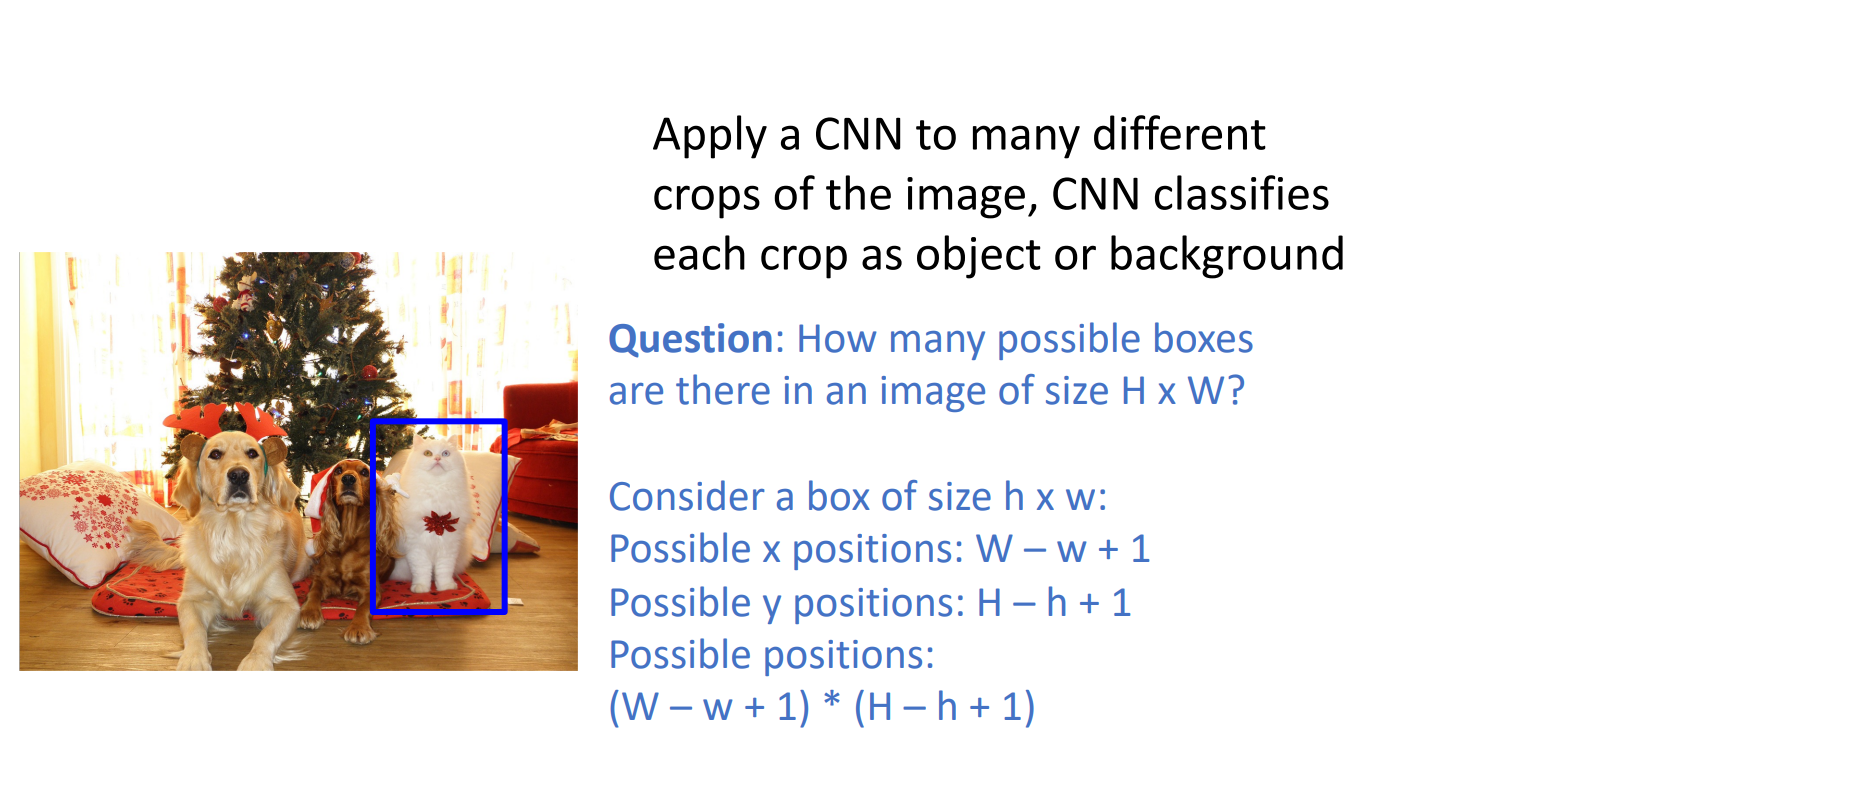 Apply a CNN to many different
crops of the image, CNN classifies
each crop as object or background
Question: How many possible boxes
are there in an image of size H x W?
Consider a box of size h x w:
Possible x positions: W – w + 1
Possible y positions: H – h + 1
Possible positions:
(W – w + 1) * (H – h + 1)